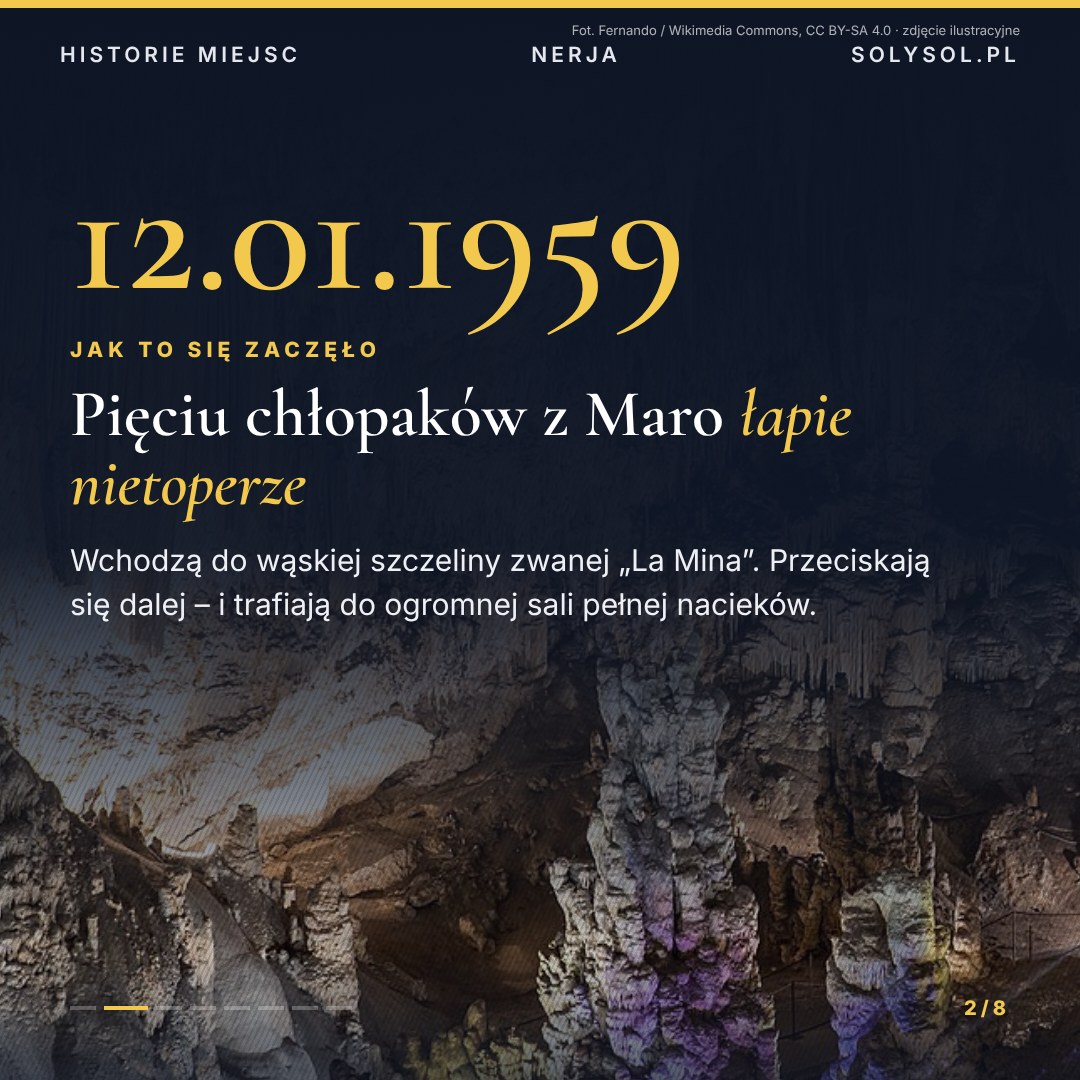 Fot. Fernando / Wikimedia Commons, CC BY-SA 4.0 · zdjęcie ilustracyjne
HISTORIE MIEJSC NERJA SOLYSOL.PL
12.01.1959
JAK TO SIĘ ZACZĘŁO
Pięciu chłopaków z Maro łapie
nietoperze
Wchodzą do wąskiej szczeliny zwanej „La Mina”. Przeciskają
się dalej – i trafiają do ogromnej sali pełnej nacieków.
2/8